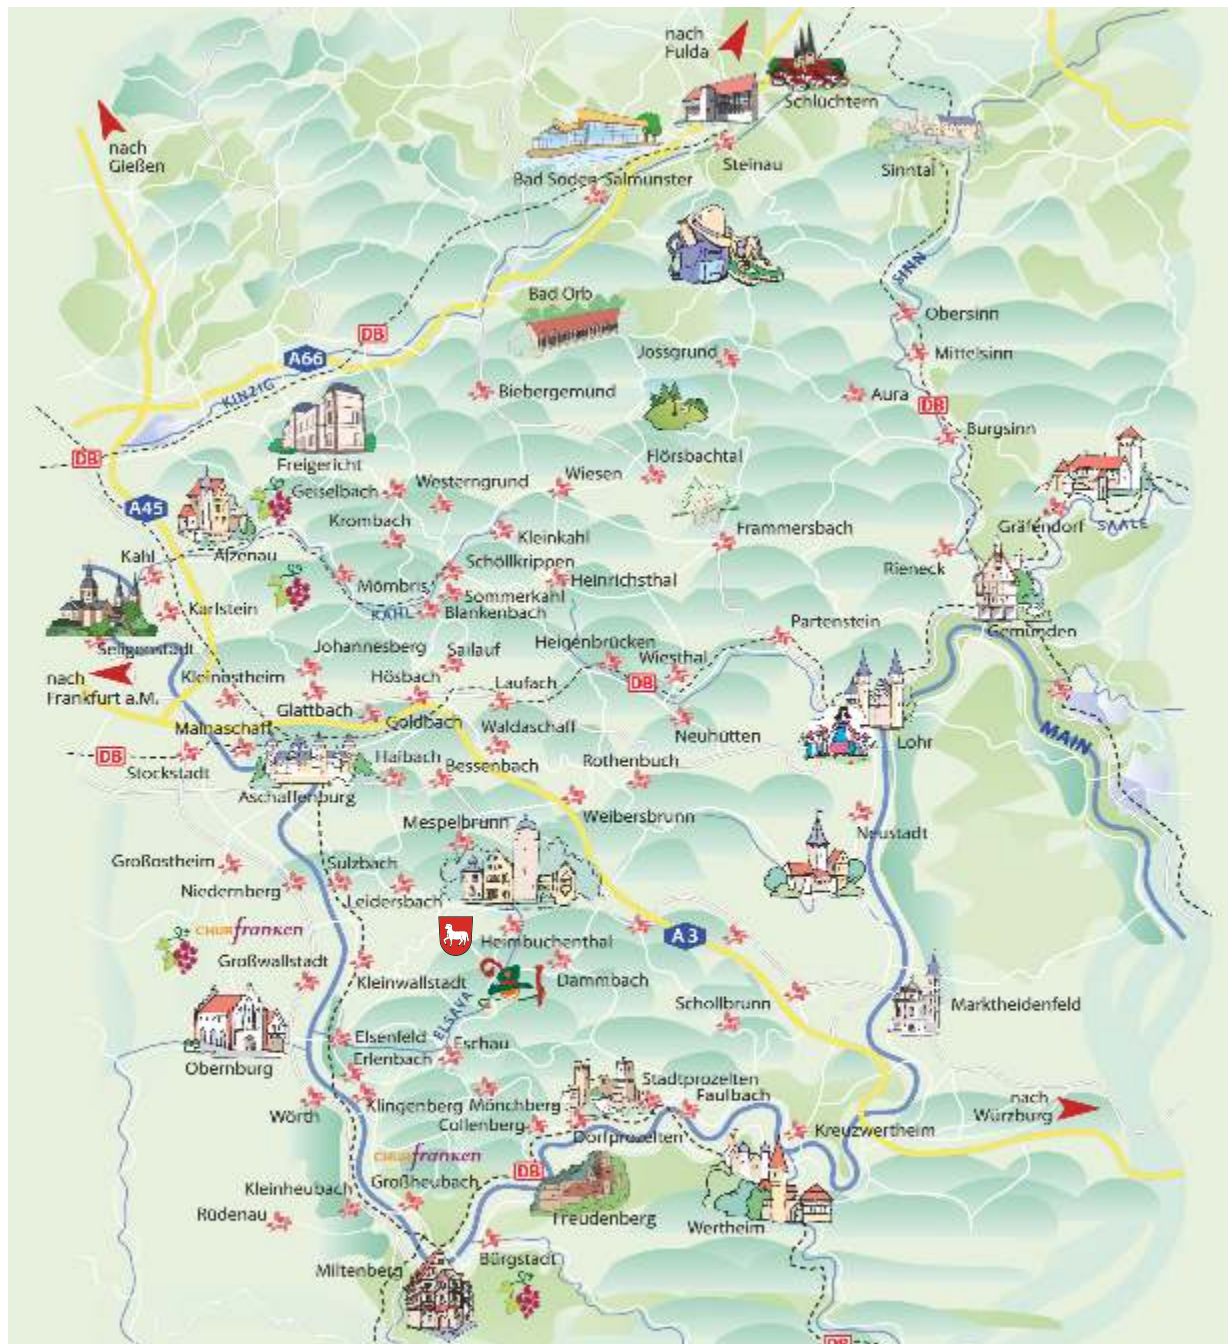 nach
Fulda
Schlüchtern
nach
Gießen
Steinau
Sinntal
Bad Soden-Salmünster
SINN
Bad Orb
Obersinn
DB
A66
Jossgrund
Mittelsinn
KINZIG
Biebergemünd
Aura
DB
Burgsinn
DB
Freigericht
Flörsbachtal
Wiesen
Westerngrund
Geiselbach
A45
Krombach
Gräfendorf
SAALE
Frammersbach
Kleinkahl
Kahl
Alzenau
Schöllkrippen
Rieneck
Mömbris
Heinrichsthal
Sommerkahl
Karlstein
KAHL
Blankenbach
Partenstein
Gemünden
Seligenstadt
Johannesberg
Sailauf
Heigenbrücken
Wiesthal
nach
Frankfurt a.M.
Kleinostheim
Hösbach
Laufach
DB
Glattbach
Goldbach
Mainaschaff
Waldaschaff
Neuhütten
Lohr
MAIN
DB
Stockstadt
Haibach
Bessenbach
Rothenbuch
Aschaffenburg
Weibersbrunn
Mespelbrunn
Neustadt
Großostheim
Sulzbach
Niedernberg
Leidersbach
CHURfranken
Heimbuchenthal
A3
Großwallstadt
Kleinwallstadt
Dammbach
Schollbrunn
Marktheidenfeld
ELSAVA
Elsenfeld
Eschau
Erlenbach
Obernburg
Stadtprozelten
Faulbach
nach
Würzburg
Wörth
Klingenberg
Mönchberg
Collenberg
Dorfprozelten
Kreuzwertheim
CHURfranken
DB
Kleinheubach
Großheubach
Rüdenau
Freudenberg
Wertheim
Miltenberg
Bürgstadt
DB